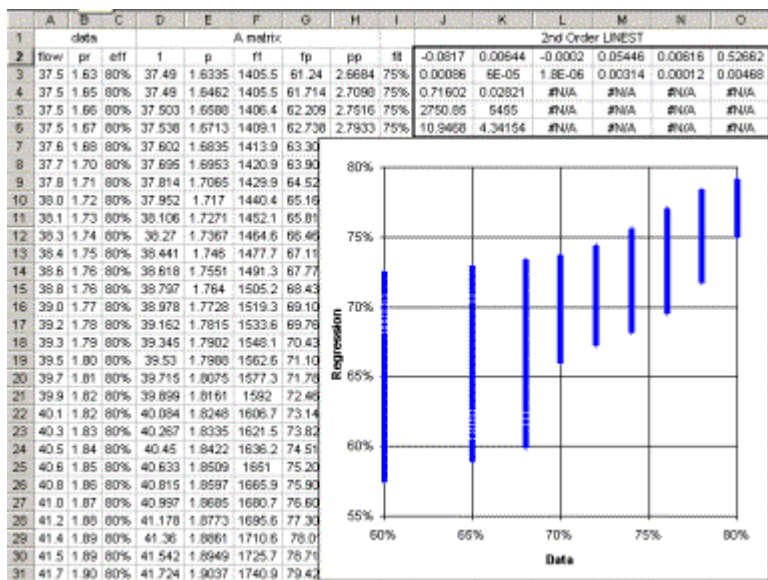 A B C D E F G H I J K L M N O
1 data A matrix 2nd Order LINEST
2 flow pr eff f p ff fp pp fit -0.0817 0.00644 -0.0002 0.05446 0.00616 0.52662
3 37.5 1.63 80% 37.49 1.6335 1405.5 61.24 2.6684 75% 0.00086 6E-05 1.8E-06 0.00314 0.00012 0.00468
4 37.5 1.65 80% 37.49 1.6462 1405.5 61.714 2.7098 75% 0.71602 0.02821 #N/A #N/A #N/A #N/A
5 37.5 1.66 80% 37.503 1.6588 1406.4 62.209 2.7516 75% 2750.85 5455 #N/A #N/A #N/A #N/A
6 37.5 1.67 80% 37.538 1.6713 1409.1 62.738 2.7933 75% 10.9468 4.34154 #N/A #N/A #N/A #N/A
7 37.6 1.68 80% 37.602 1.6835 1413.9 63.30
8 37.7 1.70 80% 37.695 1.6953 1420.9 63.90
9 37.8 1.71 80% 37.814 1.7065 1429.9 64.52
10 38.0 1.72 80% 37.952 1.717 1440.4 65.16
11 38.1 1.73 80% 38.106 1.7271 1452.1 65.81
12 38.3 1.74 80% 38.27 1.7367 1464.6 66.46
13 38.4 1.75 80% 38.441 1.746 1477.7 67.11
14 38.6 1.76 80% 38.618 1.7551 1491.3 67.77
15 38.8 1.76 80% 38.797 1.764 1505.2 68.43
16 39.0 1.77 80% 38.978 1.7728 1519.3 69.10
17 39.2 1.78 80% 39.162 1.7815 1533.6 69.76
18 39.3 1.79 80% 39.345 1.7902 1548.1 70.43
19 39.5 1.80 80% 39.53 1.7988 1562.6 71.10
20 39.7 1.81 80% 39.715 1.8075 1577.3 71.78
21 39.9 1.82 80% 39.899 1.8161 1592 72.46
22 40.1 1.82 80% 40.084 1.8248 1606.7 73.14
23 40.3 1.83 80% 40.267 1.8335 1621.5 73.82
24 40.5 1.84 80% 40.45 1.8422 1636.2 74.51
25 40.6 1.85 80% 40.633 1.8509 1651 75.20
26 40.8 1.86 80% 40.815 1.8597 1665.9 75.90
27 41.0 1.87 80% 40.997 1.8685 1680.7 76.60
28 41.2 1.88 80% 41.178 1.8773 1695.6 77.30
29 41.4 1.89 80% 41.36 1.8861 1710.6 78.01
30 41.5 1.89 80% 41.542 1.8949 1725.7 78.71
31 41.7 1.90 80% 41.724 1.9037 1740.9 79.42
80%
75%
70%
Regression
65%
60%
55%
60% 65% 70% 75% 80%
Data